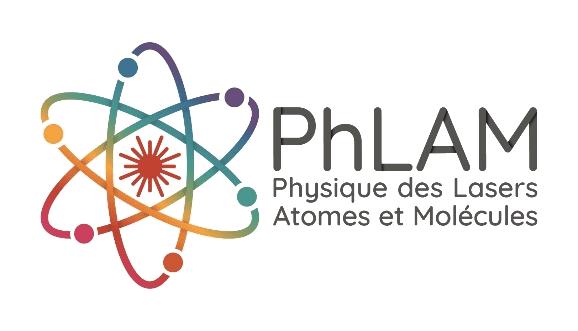 PhLAM
Physique des Lasers
Atomes et Molécules